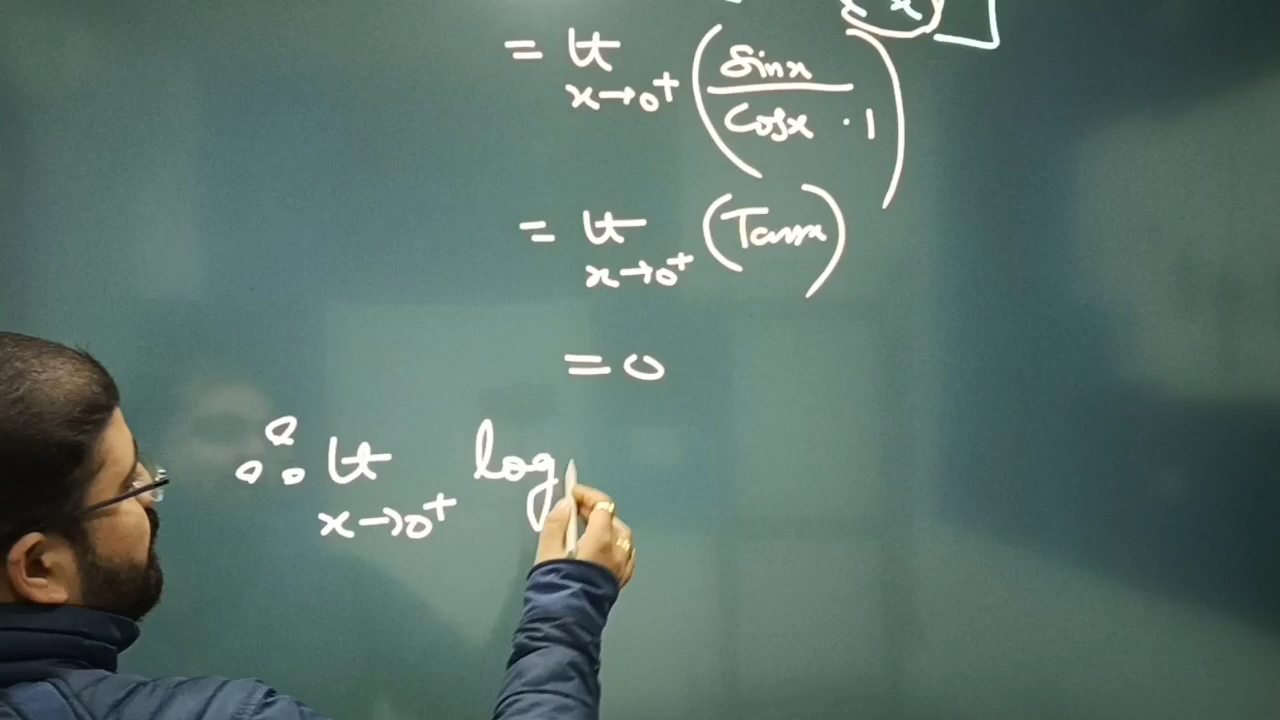 x
= lt x→0+ (sinx / cosx · 1)
= lt x→0+ (Tanx)
= 0
∴ lt x→0+ log